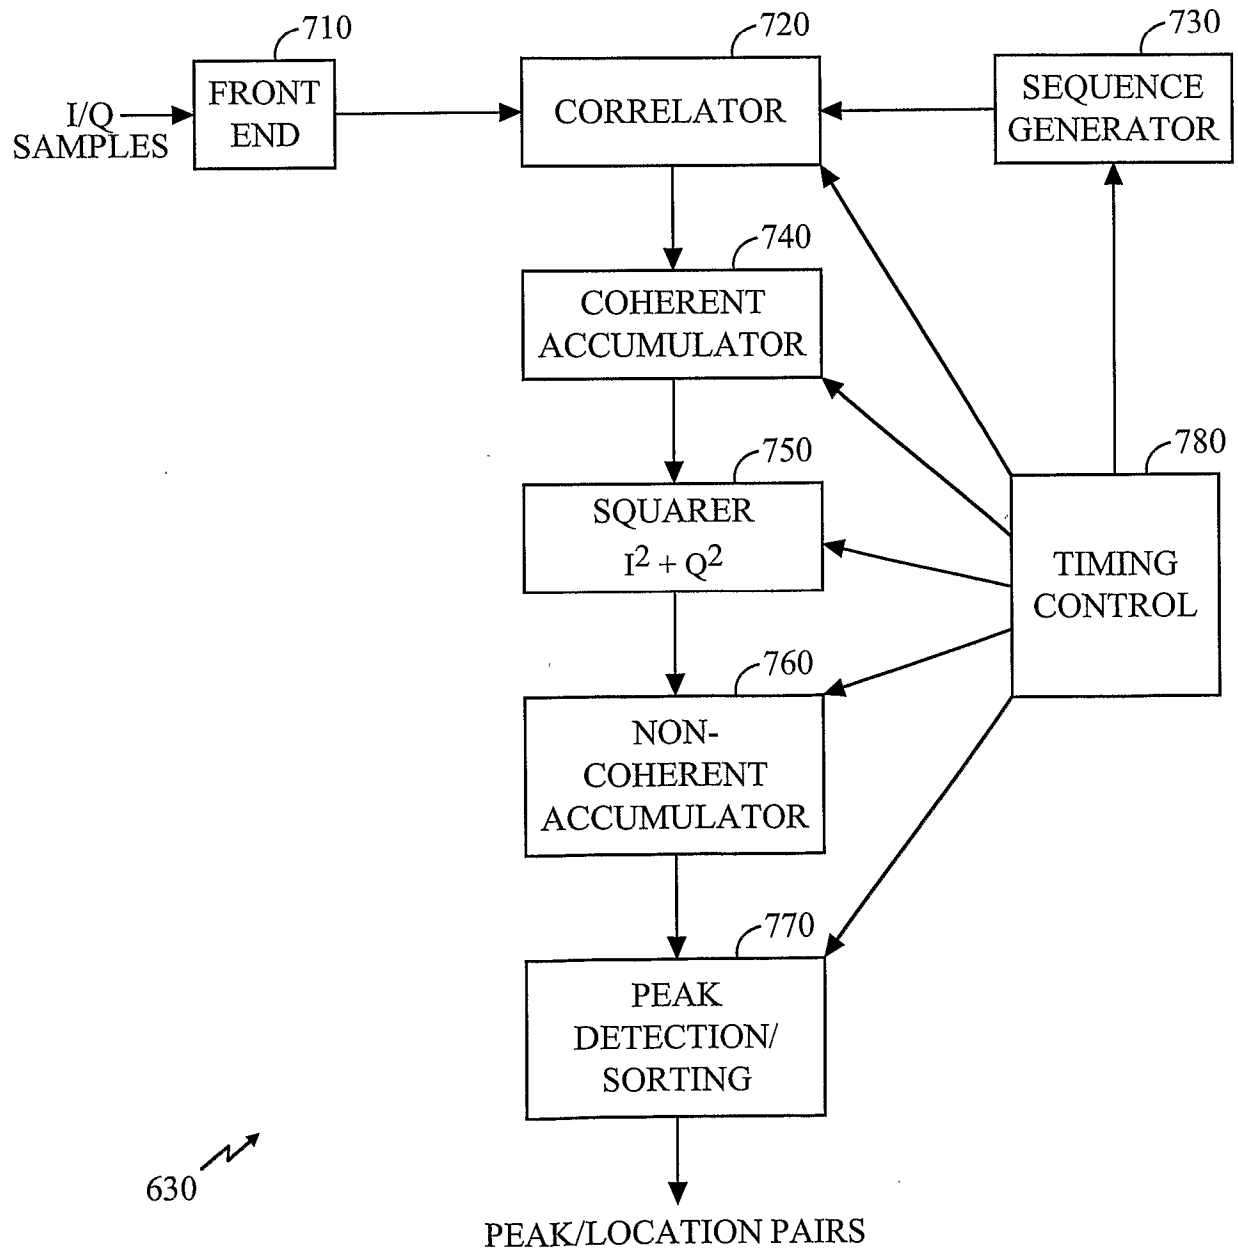 710
720
730
I/Q
SAMPLES
FRONT
END
CORRELATOR
SEQUENCE
GENERATOR
740
COHERENT
ACCUMULATOR
750
SQUARER
I² + Q²
780
TIMING
CONTROL
760
NON-
COHERENT
ACCUMULATOR
770
PEAK
DETECTION/
SORTING
630
PEAK/LOCATION PAIRS